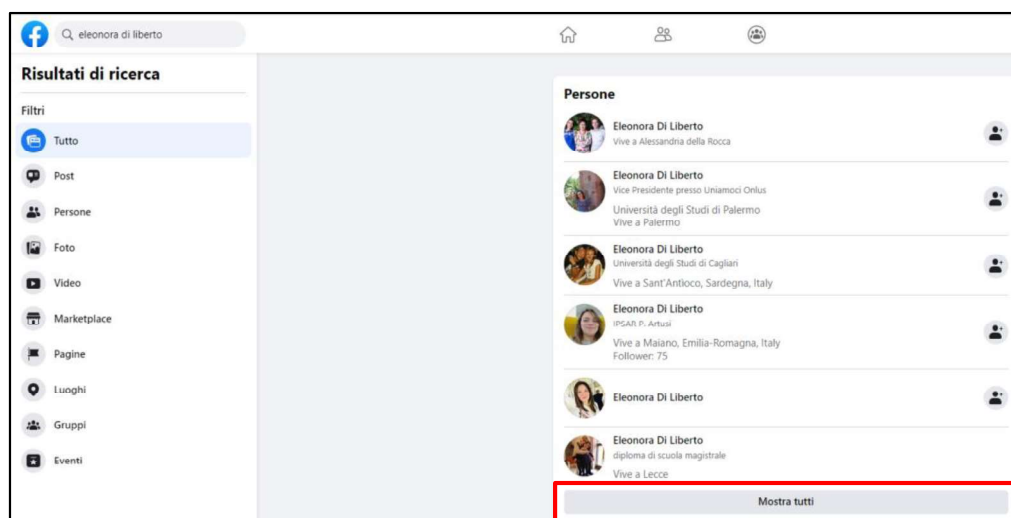 eleonora di liberto
Risultati di ricerca
Filtri
Tutto
Post
Persone
Foto
Video
Marketplace
Pagine
Luoghi
Gruppi
Eventi
Persone
Eleonora Di Liberto
Vive a Alessandria della Rocca
Eleonora Di Liberto
Vice Presidente presso Uniamoci Onlus
Università degli Studi di Palermo
Vive a Palermo
Eleonora Di Liberto
Università degli Studi di Cagliari
Vive a Sant'Antioco, Sardegna, Italy
Eleonora Di Liberto
IPSAR P. Artusi
Vive a Maiano, Emilia-Romagna, Italy
Follower: 75
Eleonora Di Liberto
Eleonora Di Liberto
diploma di scuola magistrale
Vive a Lecce
Mostra tutti